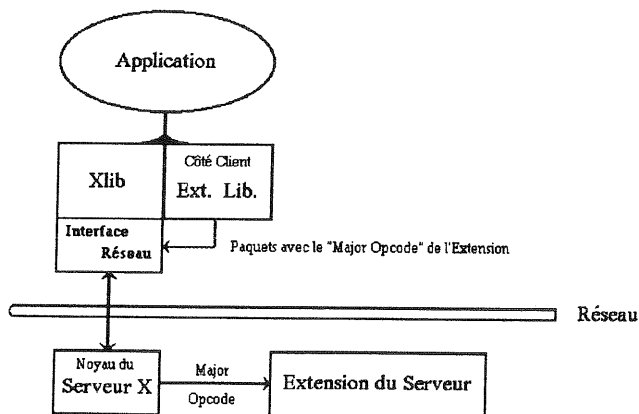 Application
Côté Client
Xlib
Ext. Lib.
Interface
Réseau
Paquets avec le "Major Opcode" de l'Extension
Réseau
Noyau du
Serveur X
Major
Opcode
Extension du Serveur